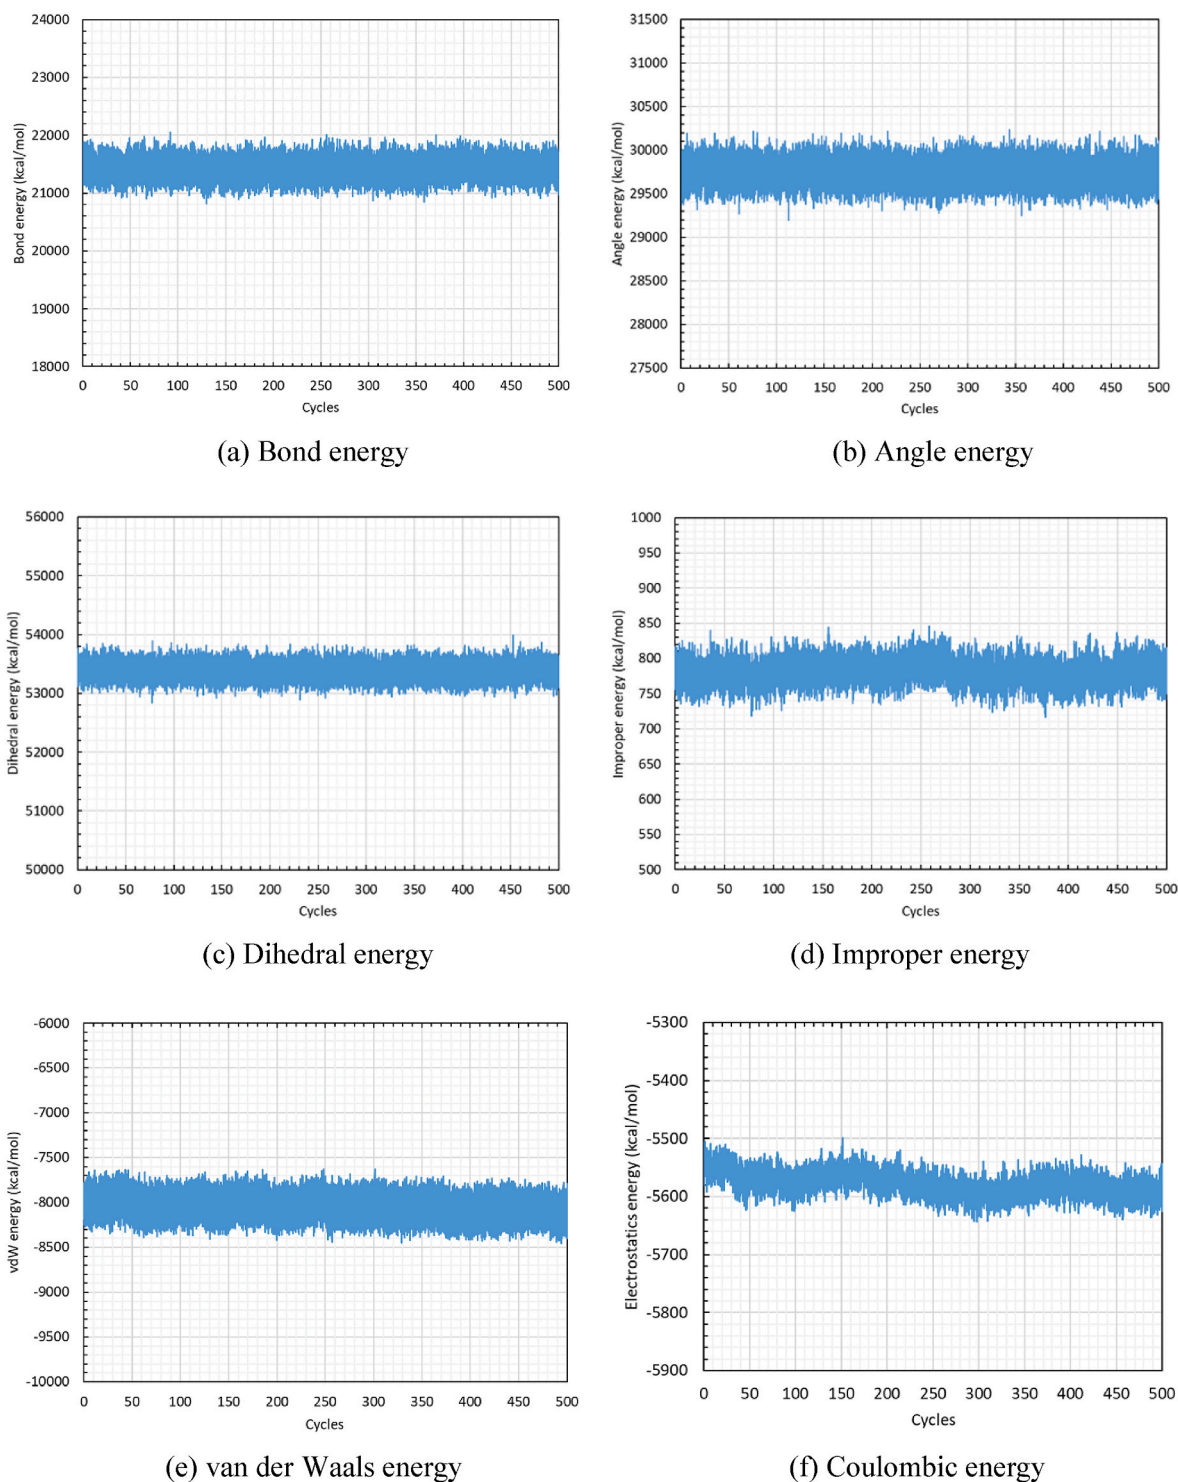 24000
23000
22000
21000
20000
19000
18000
Bond energy (kcal/mol)
0 50 100 150 200 250 300 350 400 450 500
Cycles
(a) Bond energy
31500
31000
30500
30000
29500
29000
28500
28000
27500
Angle energy (kcal/mol)
0 50 100 150 200 250 300 350 400 450 500
Cycles
(b) Angle energy
56000
55000
54000
53000
52000
51000
50000
Dihedral energy (kcal/mol)
0 50 100 150 200 250 300 350 400 450 500
Cycles
(c) Dihedral energy
1000
950
900
850
800
750
700
650
600
550
500
Improper energy (kcal/mol)
0 50 100 150 200 250 300 350 400 450 500
Cycles
(d) Improper energy
-6000
-6500
-7000
-7500
-8000
-8500
-9000
-9500
-10000
vdW energy (kcal/mol)
0 50 100 150 200 250 300 350 400 450 500
Cycles
(e) van der Waals energy
-5300
-5400
-5500
-5600
-5700
-5800
-5900
Electrostatics energy (kcal/mol)
0 50 100 150 200 250 300 350 400 450 500
Cycles
(f) Coulombic energy